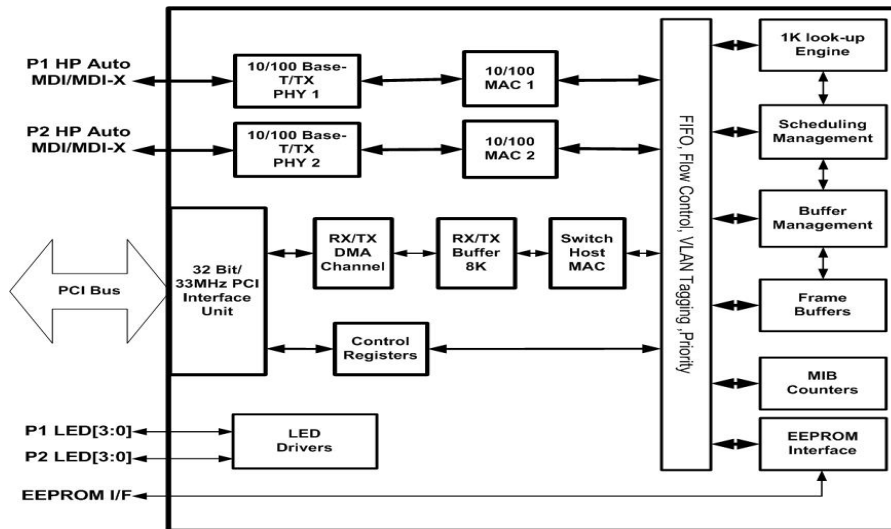 P1 HP Auto
MDI/MDI-X
10/100 Base-
T/TX
PHY 1
10/100
MAC 1
P2 HP Auto
MDI/MDI-X
10/100 Base-
T/TX
PHY 2
10/100
MAC 2
PCI Bus
32 Bit/
33MHz PCI
Interface
Unit
RX/TX
DMA
Channel
RX/TX
Buffer
8K
Switch
Host
MAC
Control
Registers
P1 LED[3:0]
P2 LED[3:0]
LED
Drivers
EEPROM I/F
FIFO, Flow Control, VLAN Tagging ,Priority
1K look-up
Engine
Scheduling
Management
Buffer
Management
Frame
Buffers
MIB
Counters
EEPROM
Interface